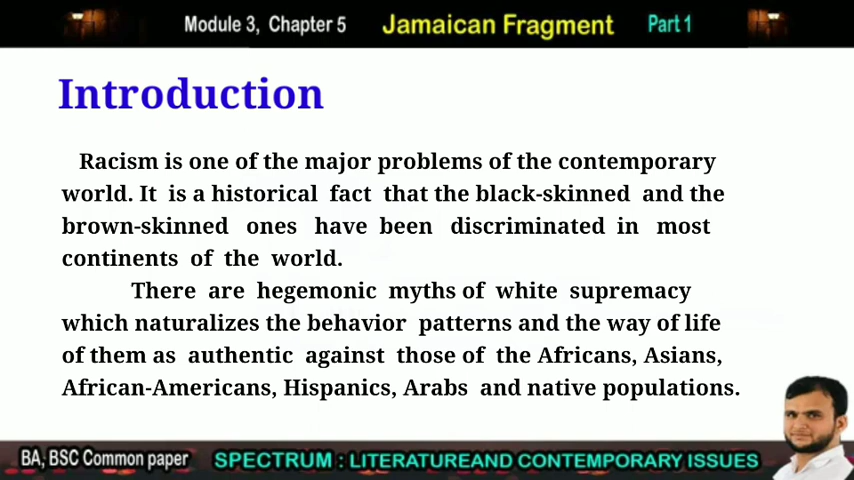 Module 3, Chapter 5 Jamaican Fragment Part 1
Introduction
Racism is one of the major problems of the contemporary
world. It is a historical fact that the black-skinned and the
brown-skinned ones have been discriminated in most
continents of the world.
There are hegemonic myths of white supremacy
which naturalizes the behavior patterns and the way of life
of them as authentic against those of the Africans, Asians,
African-Americans, Hispanics, Arabs and native populations.
BA, BSC Common paper SPECTRUM : LITERATUREAND CONTEMPORARY ISSUES